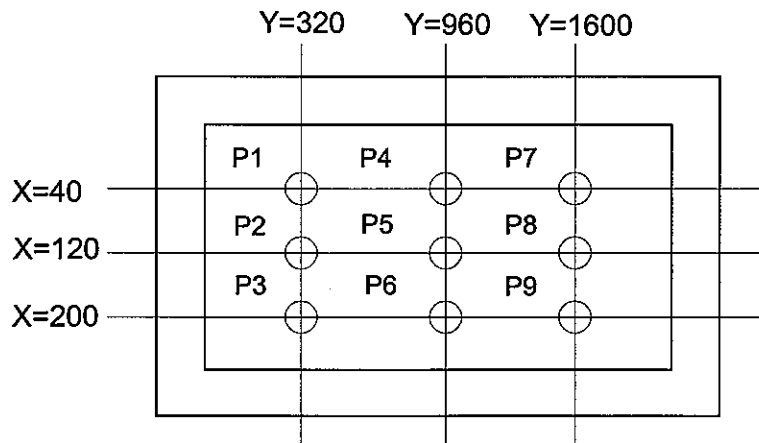 Y=320 Y=960 Y=1600
P1 P4 P7
X=40
P2 P5 P8
X=120
P3 P6 P9
X=200